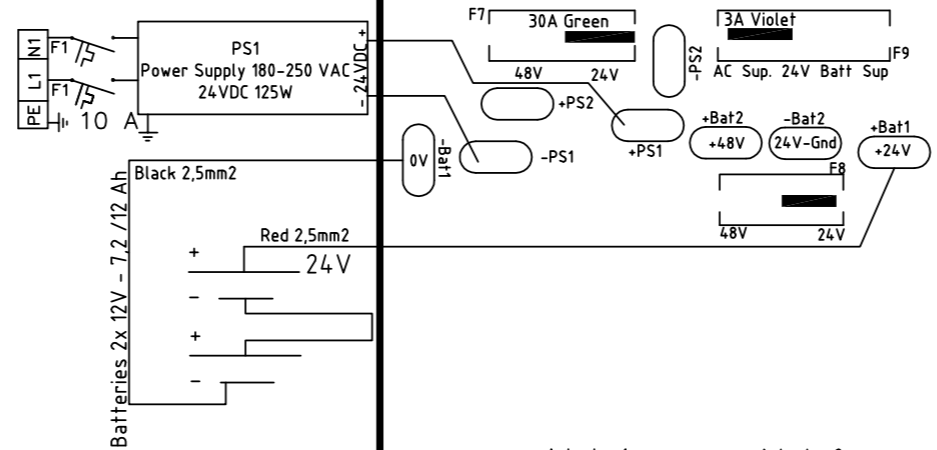 N1
F1
L1
F1
PE
10 A
PS1
Power Supply 180-250 VAC
24VDC 125W
- 24VDC +
F7
30A Green
48V 24V
-PS2
3A Violet
F9
AC Sup. 24V Batt Sup
+PS2
+PS1
-PS1
0V
-Bat1
+Bat2
+48V
-Bat2
24V-Gnd
+Bat1
+24V
F8
48V 24V
Batteries 2x 12V - 7,2 /12 Ah
Black 2,5mm2
Red 2,5mm2
+
24V
-
+
-